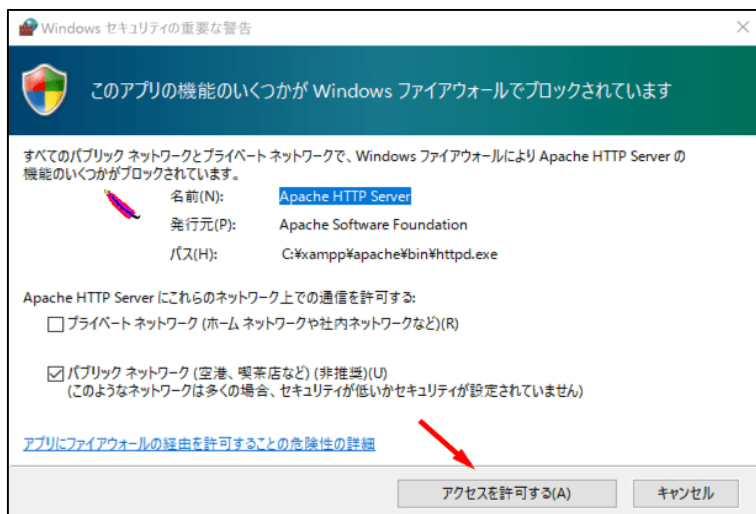 Windows セキュリティの重要な警告
このアプリの機能のいくつかが Windows ファイアウォールでブロックされています
すべてのパブリック ネットワークとプライベート ネットワークで、Windows ファイアウォールにより Apache HTTP Server の
機能のいくつかがブロックされています。
名前(N): Apache HTTP Server
発行元(P): Apache Software Foundation
パス(H): C:¥xampp¥apache¥bin¥httpd.exe
Apache HTTP Server にこれらのネットワーク上での通信を許可する:
プライベート ネットワーク (ホーム ネットワークや社内ネットワークなど)(R)
パブリック ネットワーク (空港、喫茶店など) (非推奨)(U)
(このようなネットワークは多くの場合、セキュリティが低いかセキュリティが設定されていません)
アプリにファイアウォールの経由を許可することの危険性の詳細
アクセスを許可する(A)
キャンセル